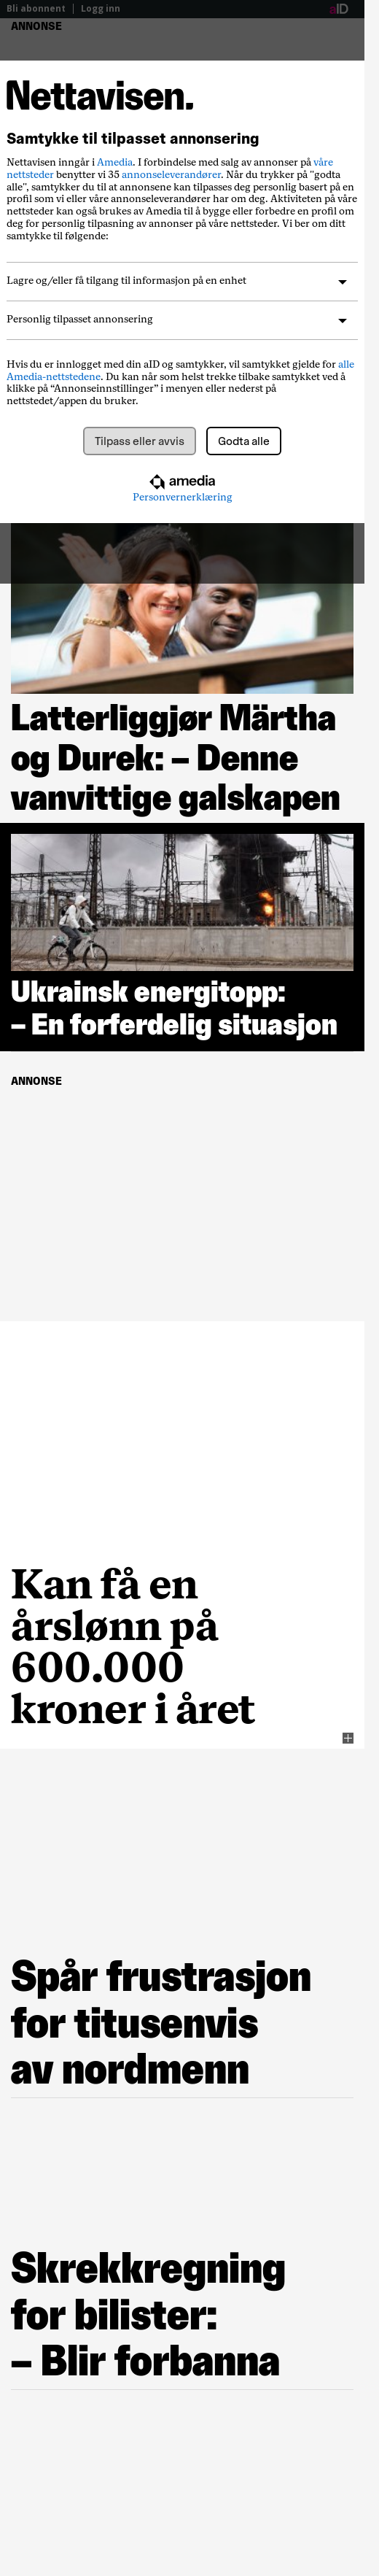 Bli abonnent | Logg inn
aID
ANNONSE
Nettavisen.
Samtykke til tilpasset annonsering
Nettavisen inngår i Amedia. I forbindelse med salg av annonser på våre
nettsteder benytter vi 35 annonseleverandører. Når du trykker på "godta
alle", samtykker du til at annonsene kan tilpasses deg personlig basert på en
profil som vi eller våre annonseleverandører har om deg. Aktiviteten på våre
nettsteder kan også brukes av Amedia til å bygge eller forbedre en profil om
deg for personlig tilpasning av annonser på våre nettsteder. Vi ber om ditt
samtykke til følgende:
Lagre og/eller få tilgang til informasjon på en enhet
Personlig tilpasset annonsering
Hvis du er innlogget med din aID og samtykker, vil samtykket gjelde for alle
Amedia-nettstedene. Du kan når som helst trekke tilbake samtykket ved å
klikke på “Annonseinnstillinger” i menyen eller nederst på
nettstedet/appen du bruker.
Tilpass eller avvis
Godta alle
amedia
Personvernerklæring
Latterliggjør Märtha
og Durek: – Denne
vanvittige galskapen
Ukrainsk energitopp:
– En forferdelig situasjon
ANNONSE
Kan få en
årslønn på
600.000
kroner i året
Spår frustrasjon
for titusenvis
av nordmenn
Skrekkregning
for bilister:
– Blir forbanna